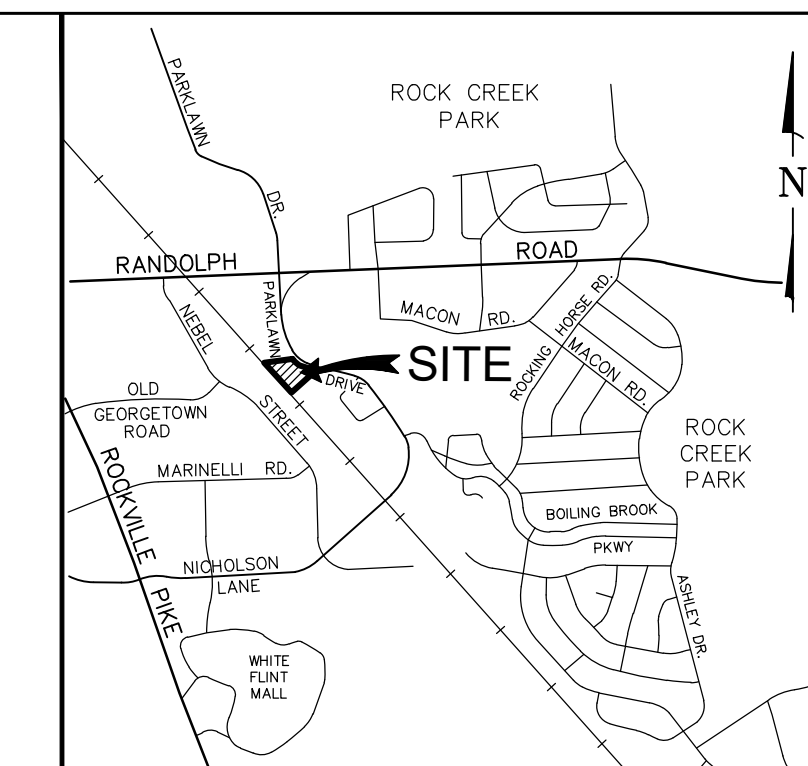 PARKLAWN
DR.
ROCK CREEK
PARK
N
RANDOLPH
ROAD
PARKLAWN
DRIVE
SITE
NEBEL
STREET
MACON
RD.
ROCKING
HORSE RD.
MACON RD.
OLD
GEORGETOWN
ROAD
ROCK
CREEK
PARK
ROCKVILLE
PIKE
MARINELLI RD.
BOILING BROOK
PKWY
NICHOLSON
LANE
ASHLEY DR.
WHITE
FLINT
MALL